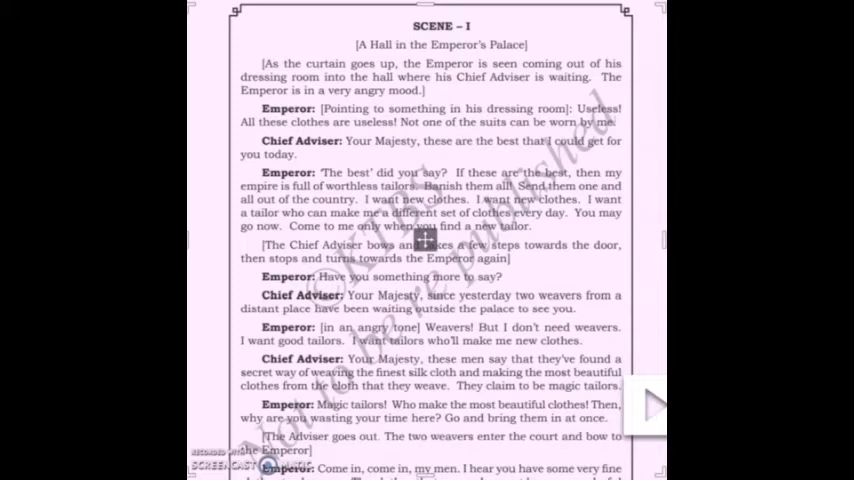 SCENE – I
[A Hall in the Emperor's Palace]
[As the curtain goes up, the Emperor is seen coming out of his
dressing room into the hall where his Chief Adviser is waiting. The
Emperor is in a very angry mood.]
Emperor: [Pointing to something in his dressing room]: Useless!
All these clothes are useless! Not one of the suits can be worn by me.
Chief Adviser: Your Majesty, these are the best that I could get for
you today.
Emperor: 'The best' did you say? If these are the best, then my
empire is full of worthless tailors. Banish them all! Send them one and
all out of the country. I want new clothes. I want new clothes. I want
a tailor who can make me a different set of clothes every day. You may
go now. Come to me only when you find a new tailor.
[The Chief Adviser bows and takes a few steps towards the door,
then stops and turns towards the Emperor again]
Emperor: Have you something more to say?
Chief Adviser: Your Majesty, since yesterday two weavers from a
distant place have been waiting outside the palace to see you.
Emperor: [in an angry tone] Weavers! But I don't need weavers.
I want good tailors. I want tailors who'll make me new clothes.
Chief Adviser: Your Majesty, these men say that they've found a
secret way of weaving the finest silk cloth and making the most beautiful
clothes from the cloth that they weave. They claim to be magic tailors.
Emperor: Magic tailors! Who make the most beautiful clothes! Then,
why are you wasting your time here? Go and bring them in at once.
[The Adviser goes out. The two weavers enter the court and bow to
the Emperor]
Emperor: Come in, come in, my men. I hear you have some very fine
©KTBS
Not to be republished
RECORDED WITH
SCREENCAST MATIC